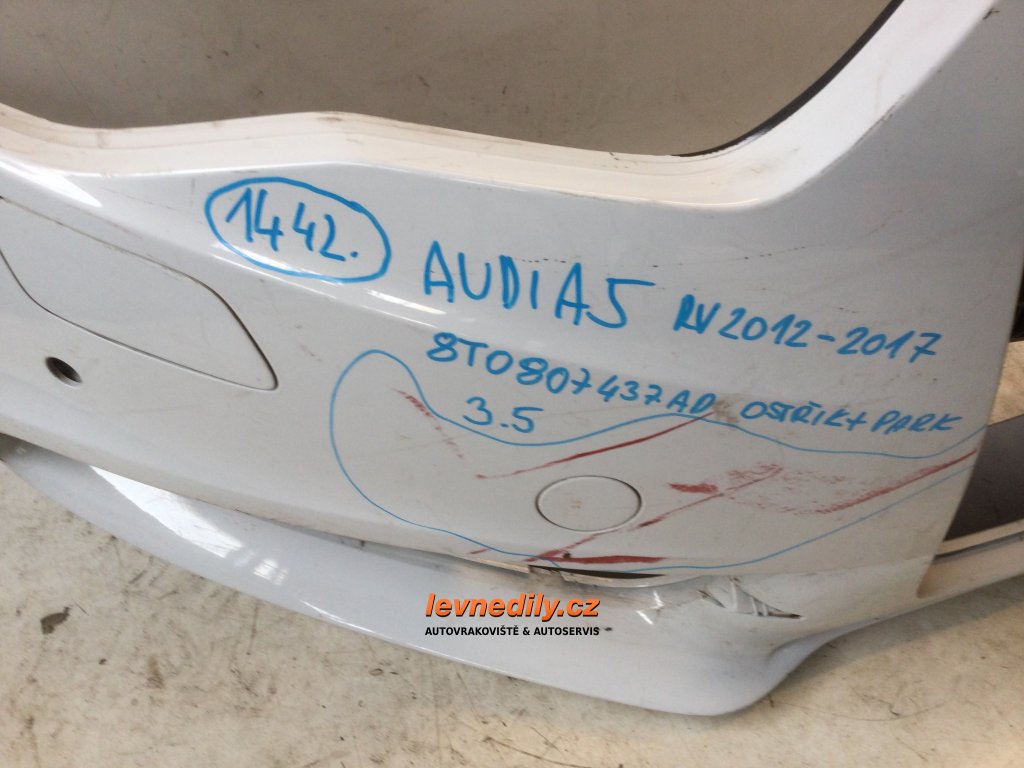 1442.
AUDI A5 RV 2012-2017
8T0807437AD OSTŘIK + PARK
3.5
levnedily.cz
AUTOVRAKOVIŠTĚ & AUTOSERVIS